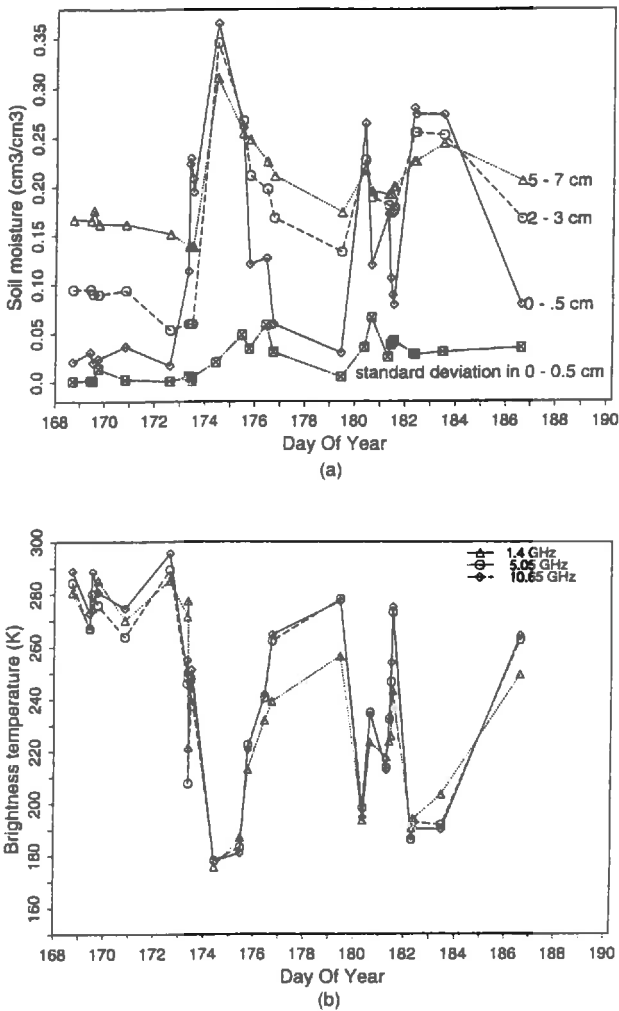 Soil moisture (cm3/cm3)
0.35
0.30
0.25
0.20
0.15
0.10
0.05
0.0
5 - 7 cm
2 - 3 cm
0 - .5 cm
standard deviation in 0 - 0.5 cm
168 170 172 174 176 178 180 182 184 186 188 190
Day Of Year
(a)
Brightness temperature (K)
300
280
260
240
220
200
180
160
1.4 GHz
5.05 GHz
10.65 GHz
168 170 172 174 176 178 180 182 184 186 188 190
Day Of Year
(b)